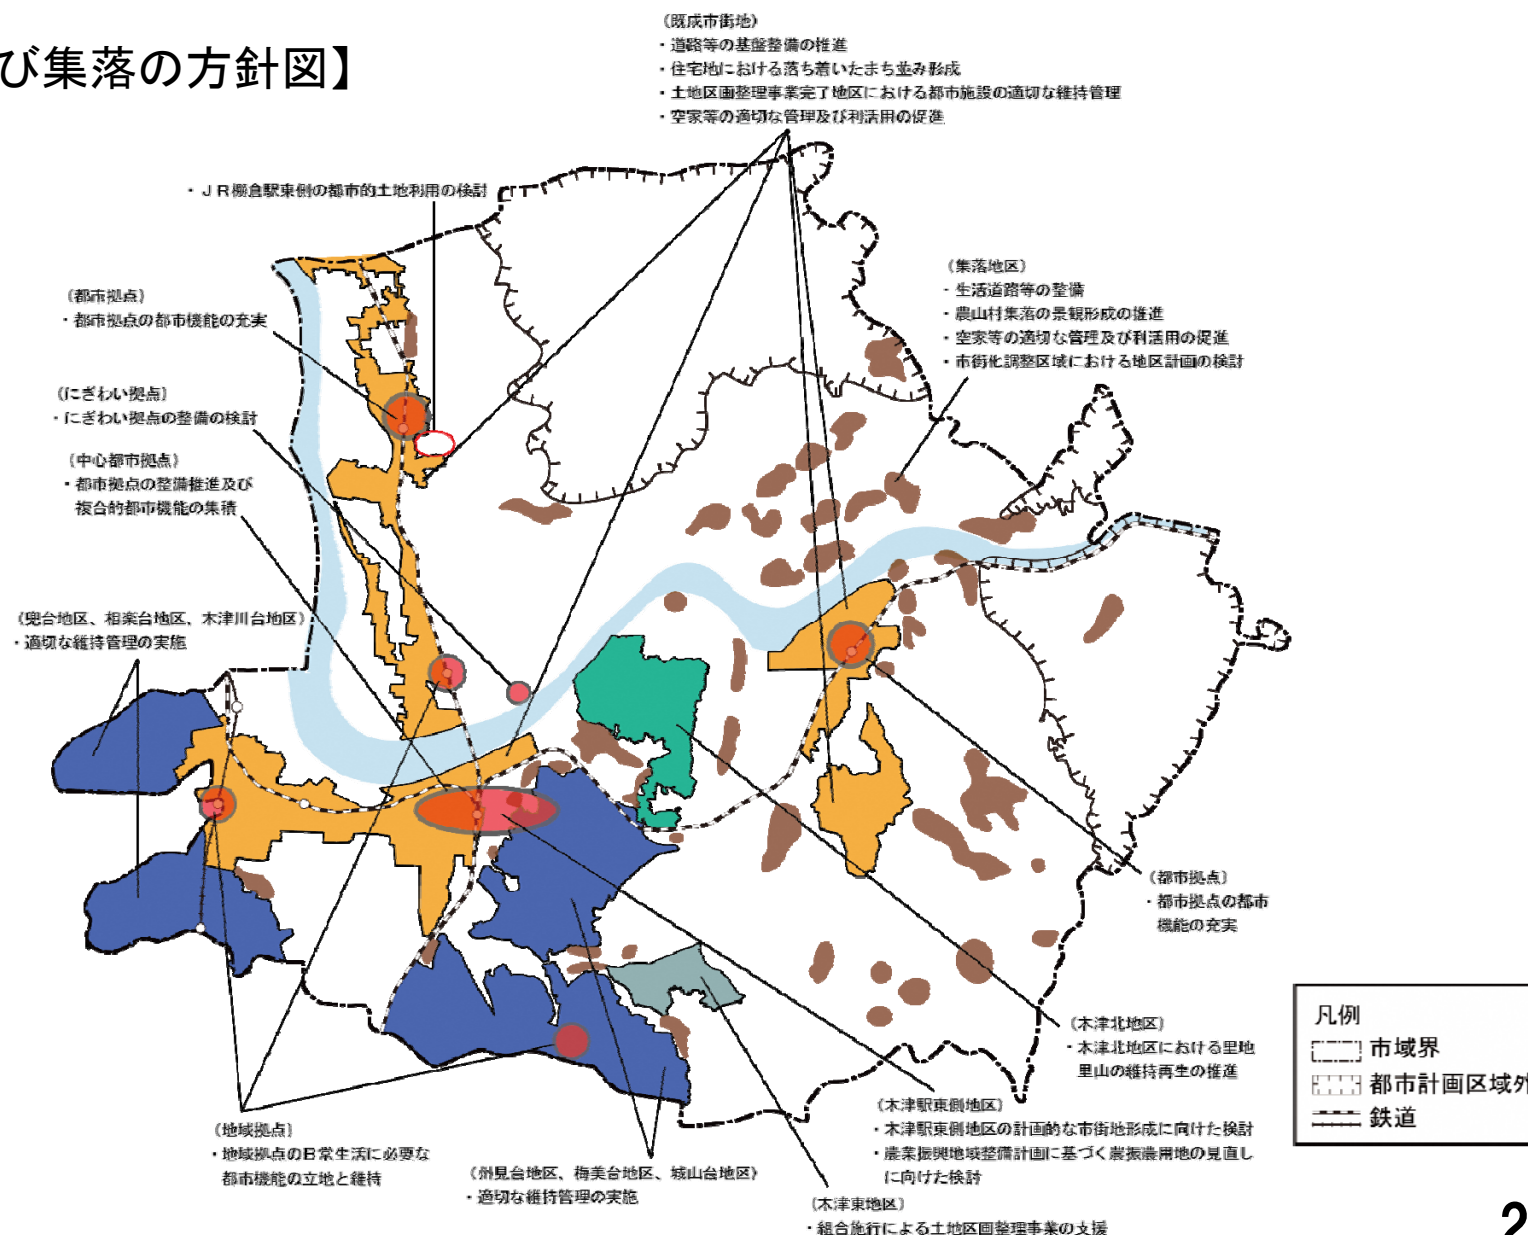 び集落の方針図】
（既成市街地）
・道路等の基盤整備の推進
・住宅地における落ち着いたまち並み形成
・土地区画整理事業完了地区における都市施設の適切な維持管理
・空家等の適切な管理及び利活用の促進
・ＪＲ棚倉駅東側の都市的土地利用の検討
（集落地区）
・生活道路等の整備
・農山村集落の景観形成の推進
・空家等の適切な管理及び利活用の促進
・市街化調整区域における地区計画の検討
（都市拠点）
・都市拠点の都市機能の充実
（にぎわい拠点）
・にぎわい拠点の整備の検討
（中心都市拠点）
・都市拠点の整備推進及び
複合的都市機能の集積
（兜台地区、相楽台地区、木津川台地区）
・適切な維持管理の実施
（都市拠点）
・都市拠点の都市
機能の充実
（木津北地区）
・木津北地区における里地
里山の維持再生の推進
（木津駅東側地区）
・木津駅東側地区の計画的な市街地形成に向けた検討
・農業振興地域整備計画に基づく農振農用地の見直し
に向けた検討
（地域拠点）
・地域拠点の日常生活に必要な
都市機能の立地と維持
（州見台地区、梅美台地区、城山台地区）
・適切な維持管理の実施
（木津東地区）
・組合施行による土地区画整理事業の支援
凡例
市域界
都市計画区域外
鉄道
2